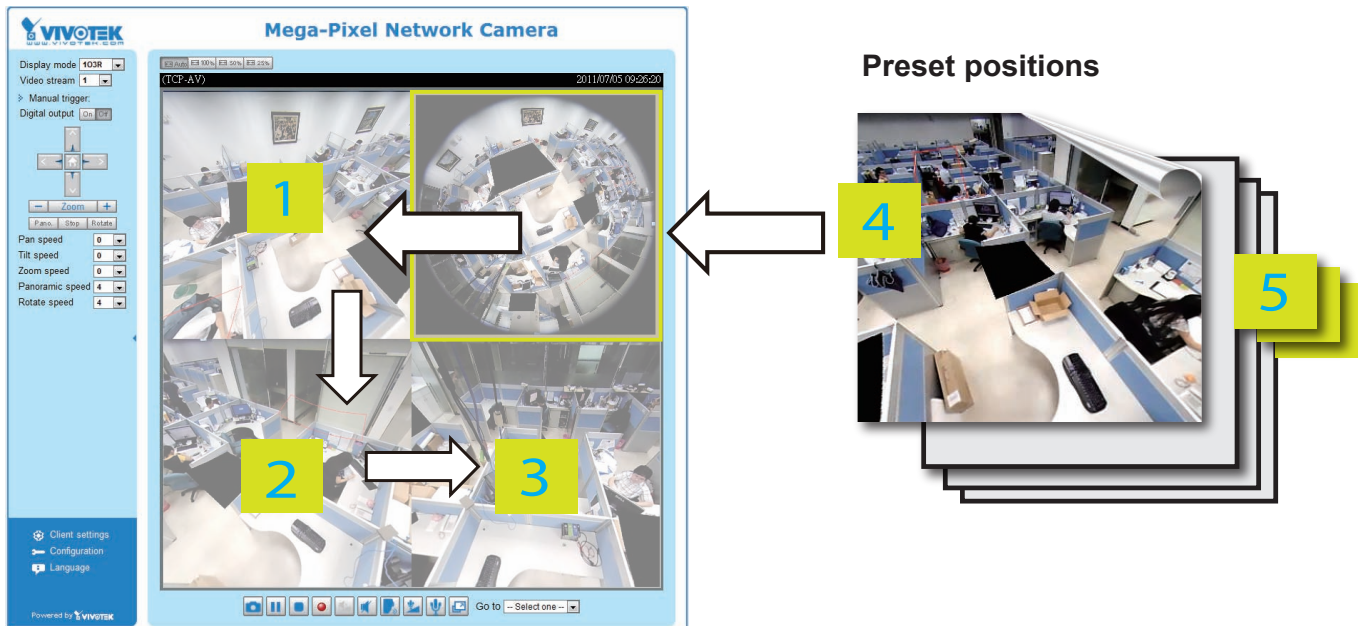 VIVOTEK
WWW.VIVOTEK.COM
Mega-Pixel Network Camera
Display mode 1O3R
Video stream 1
Manual trigger:
Digital output On Off
Zoom
Pano. Stop Rotate
Pan speed 0
Tilt speed 0
Zoom speed 0
Panoramic speed 4
Rotate speed 4
Client settings
Configuration
Language
Powered by VIVOTEK
Auto 100% 50% 25%
(TCP-AV) 2011/07/05 09:26:20
1
2
3
Go to -- Select one --
Preset positions
4
5